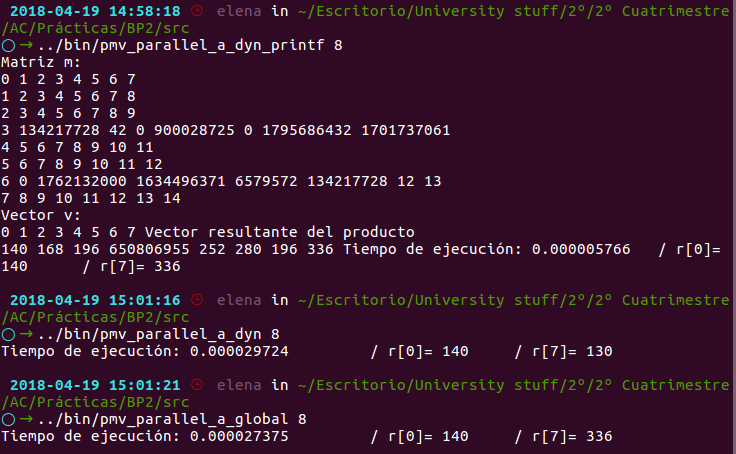 2018-04-19 14:58:18 elena in ~/Escritorio/University stuff/2º/2º Cuatrimestre
/AC/Prácticas/BP2/src
○ → ../bin/pmv_parallel_a_dyn_printf 8
Matriz m:
0 1 2 3 4 5 6 7
1 2 3 4 5 6 7 8
2 3 4 5 6 7 8 9
3 134217728 42 0 900028725 0 1795686432 1701737061
4 5 6 7 8 9 10 11
5 6 7 8 9 10 11 12
6 0 1762132000 1634496371 6579572 134217728 12 13
7 8 9 10 11 12 13 14
Vector v:
0 1 2 3 4 5 6 7 Vector resultante del producto
140 168 196 650806955 252 280 196 336 Tiempo de ejecución: 0.000005766 / r[0]=
140 / r[7]= 336
2018-04-19 15:01:16 elena in ~/Escritorio/University stuff/2º/2º Cuatrimestre
/AC/Prácticas/BP2/src
○ → ../bin/pmv_parallel_a_dyn 8
Tiempo de ejecución: 0.000029724 / r[0]= 140 / r[7]= 130
2018-04-19 15:01:21 elena in ~/Escritorio/University stuff/2º/2º Cuatrimestre
/AC/Prácticas/BP2/src
○ → ../bin/pmv_parallel_a_global 8
Tiempo de ejecución: 0.000027375 / r[0]= 140 / r[7]= 336